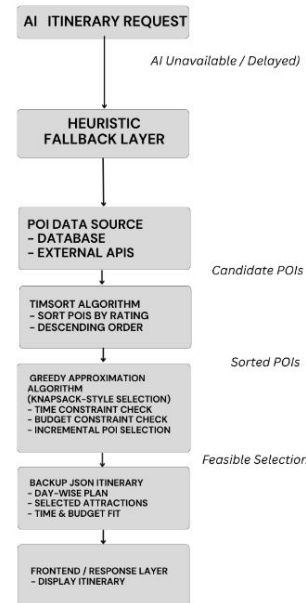 AI ITINERARY REQUEST
AI Unavailable / Delayed)
HEURISTIC
FALLBACK LAYER
POI DATA SOURCE
- DATABASE
- EXTERNAL APIS
Candidate POIs
TIMSORT ALGORITHM
- SORT POIS BY RATING
- DESCENDING ORDER
Sorted POIs
GREEDY APPROXIMATION
ALGORITHM
(KNAPSACK-STYLE SELECTION)
- TIME CONSTRAINT CHECK
- BUDGET CONSTRAINT CHECK
- INCREMENTAL POI SELECTION
Feasible Selection
BACKUP JSON ITINERARY
- DAY-WISE PLAN
- SELECTED ATTRACTIONS
- TIME & BUDGET FIT
FRONTEND / RESPONSE LAYER
- DISPLAY ITINERARY